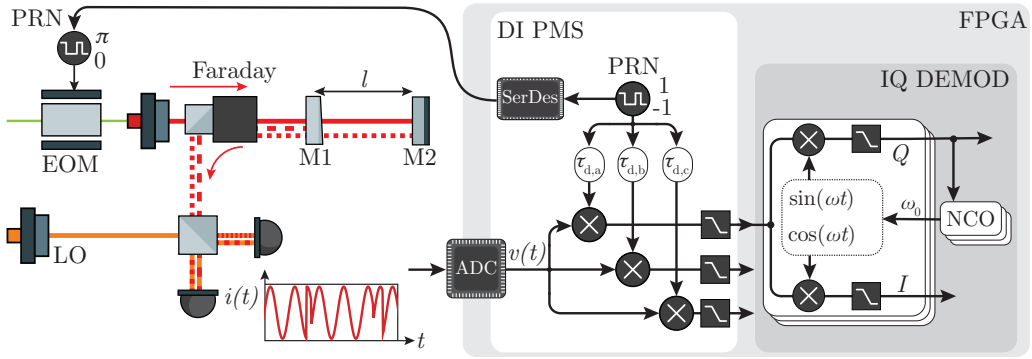 PRN
π
0
EOM
Faraday
l
M1
M2
LO
i(t)
t
FPGA
DI PMS
PRN
1
-1
SerDes
τd,a
τd,b
τd,c
ADC
v(t)
IQ DEMOD
Q
sin(ωt)
cos(ωt)
ω0
NCO
I